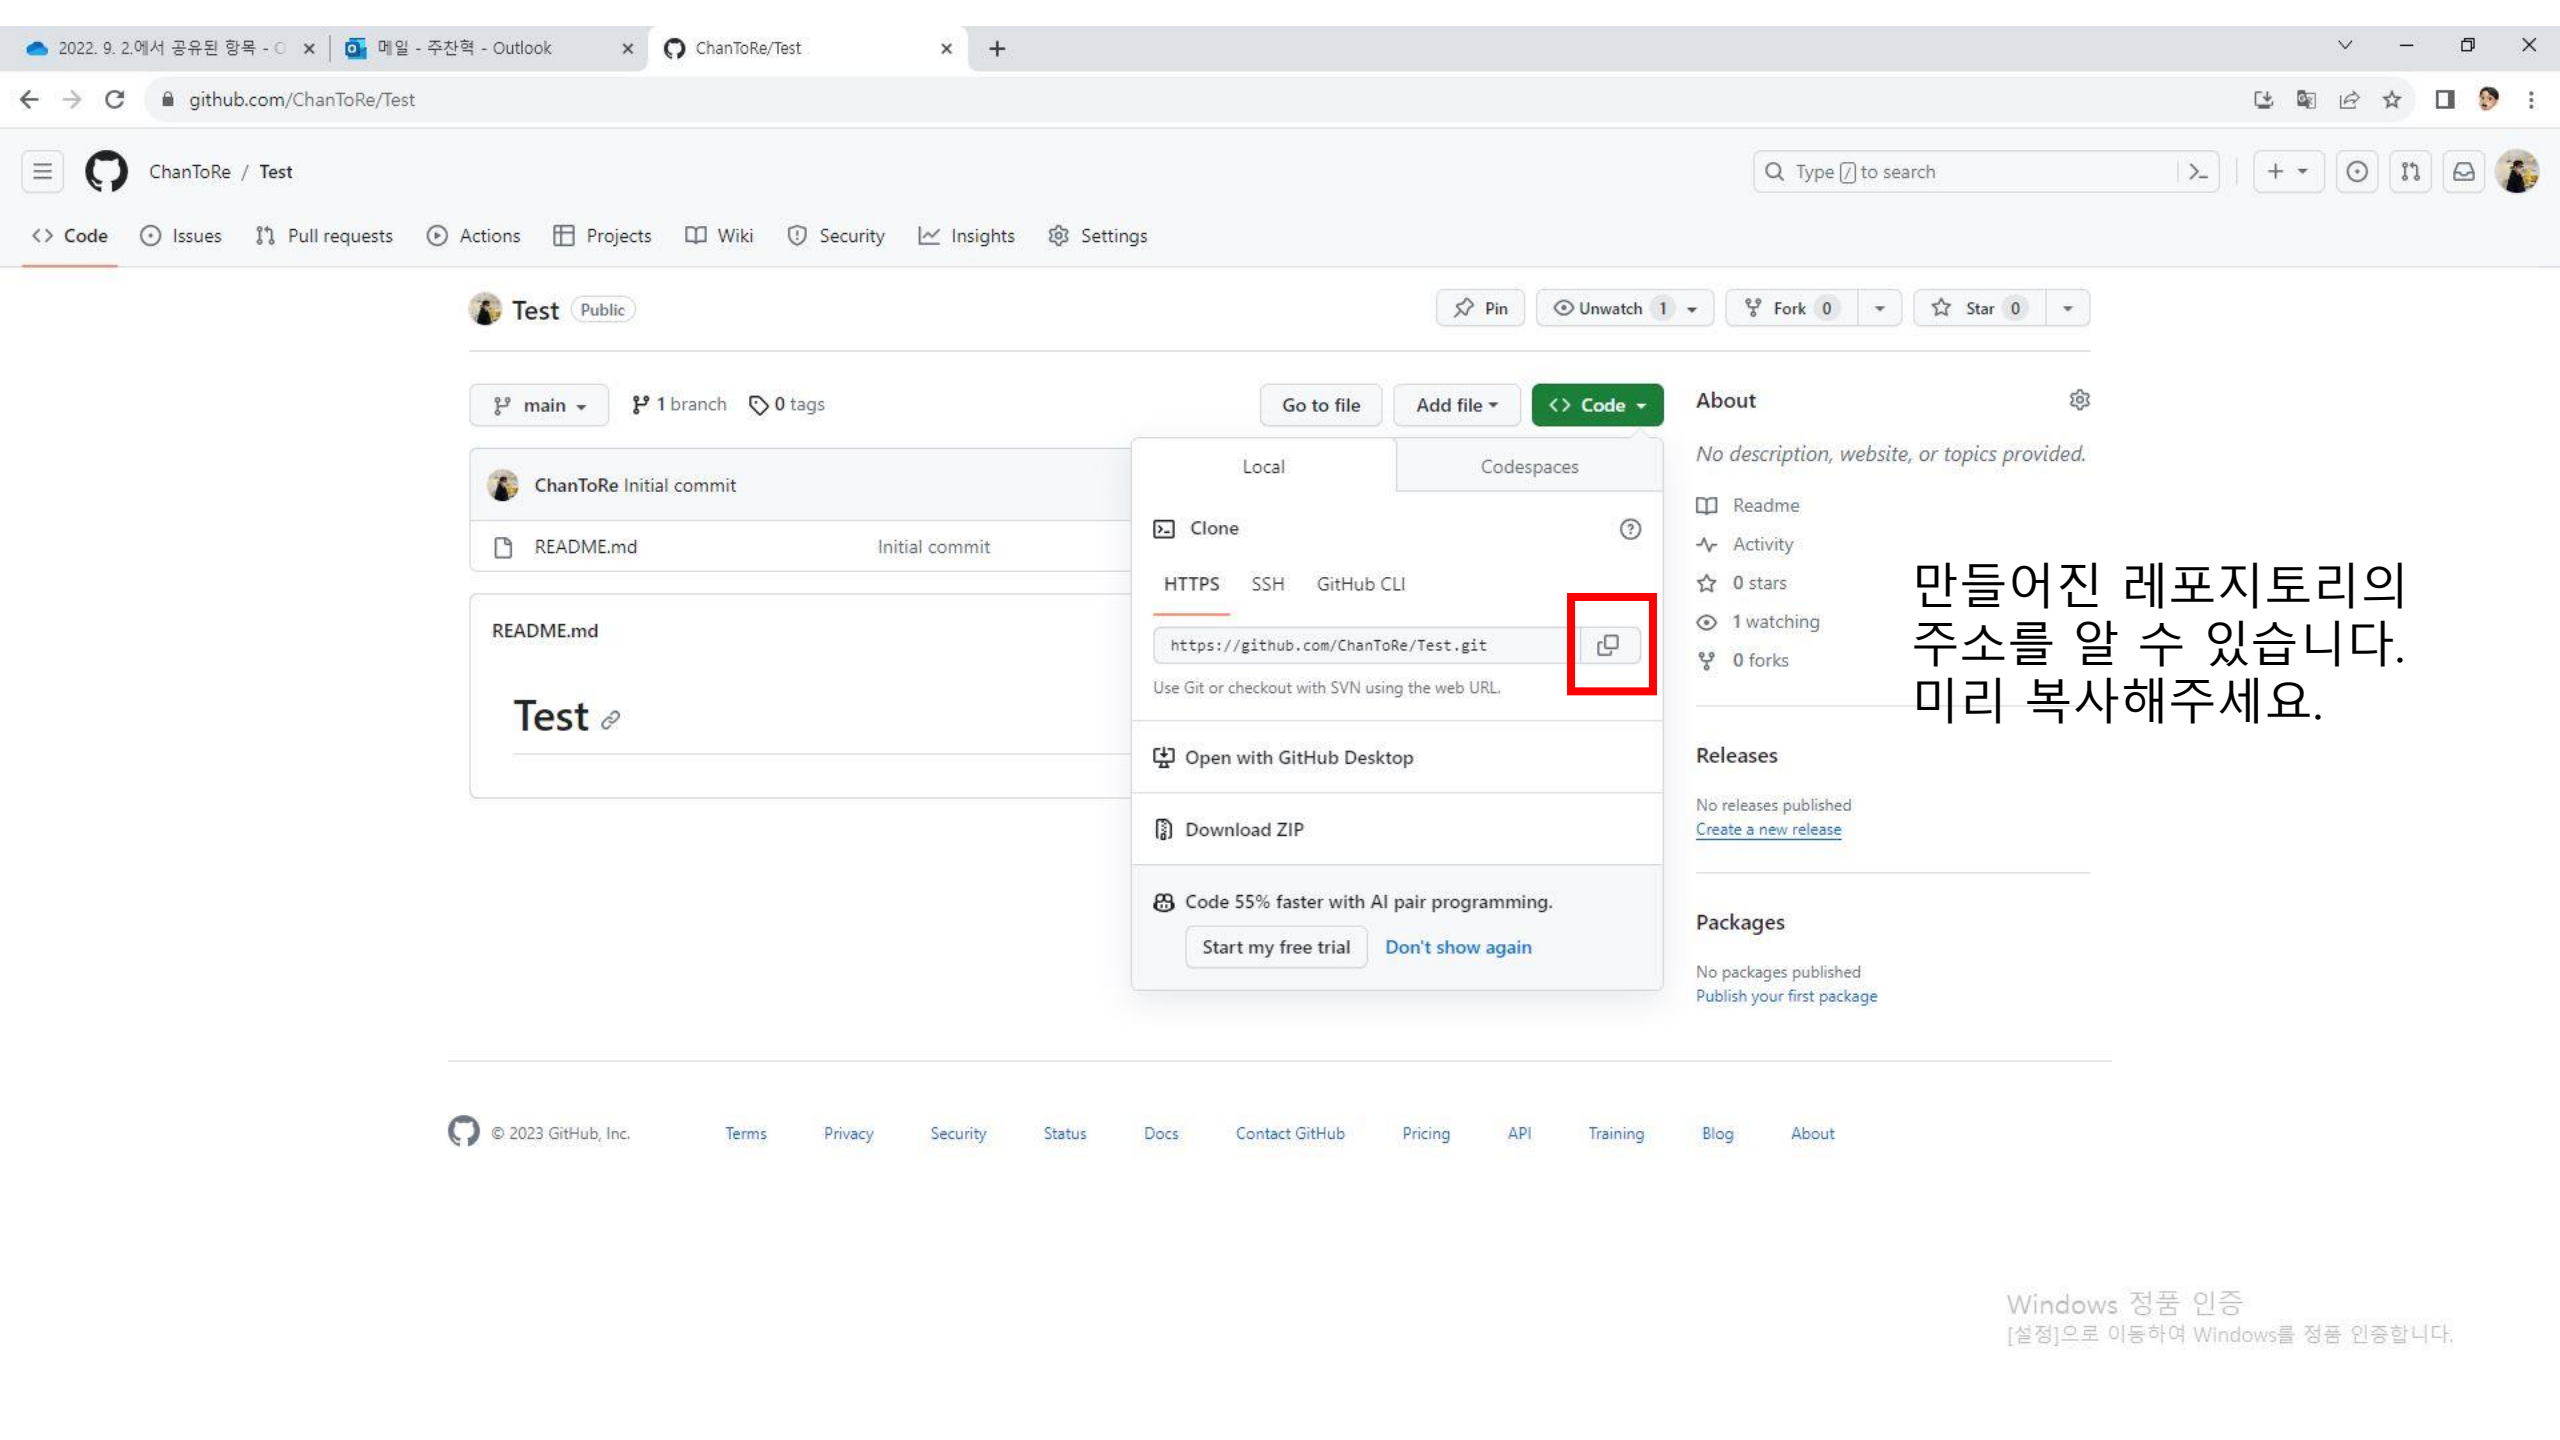 2022. 9. 2.에서 공유된 항목 - O
메일 - 주찬혁 - Outlook
ChanToRe/Test
github.com/ChanToRe/Test
ChanToRe / Test
Type / to search
Code
Issues
Pull requests
Actions
Projects
Wiki
Security
Insights
Settings
Test Public
Pin
Unwatch 1
Fork 0
Star 0
main
1 branch
0 tags
Go to file
Add file
Code
ChanToRe Initial commit
README.md
Initial commit
README.md
Test
Local
Codespaces
Clone
HTTPS
SSH
GitHub CLI
https://github.com/ChanToRe/Test.git
Use Git or checkout with SVN using the web URL.
Open with GitHub Desktop
Download ZIP
Code 55% faster with AI pair programming.
Start my free trial
Don't show again
About
No description, website, or topics provided.
Readme
Activity
0 stars
1 watching
0 forks
만들어진 레포지토리의
주소를 알 수 있습니다.
미리 복사해주세요.
Releases
No releases published
Create a new release
Packages
No packages published
Publish your first package
© 2023 GitHub, Inc.
Terms
Privacy
Security
Status
Docs
Contact GitHub
Pricing
API
Training
Blog
About
Windows 정품 인증
[설정]으로 이동하여 Windows를 정품 인증합니다.